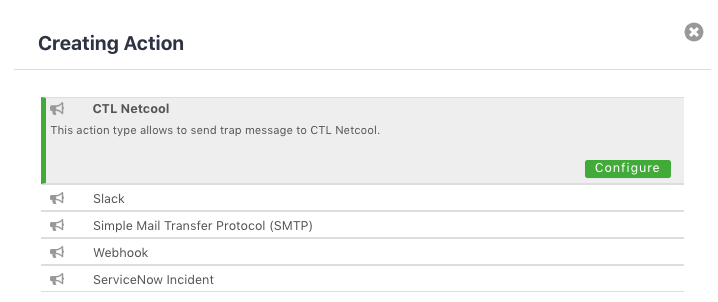 Creating Action
CTL Netcool
This action type allows to send trap message to CTL Netcool.
Configure
Slack
Simple Mail Transfer Protocol (SMTP)
Webhook
ServiceNow Incident